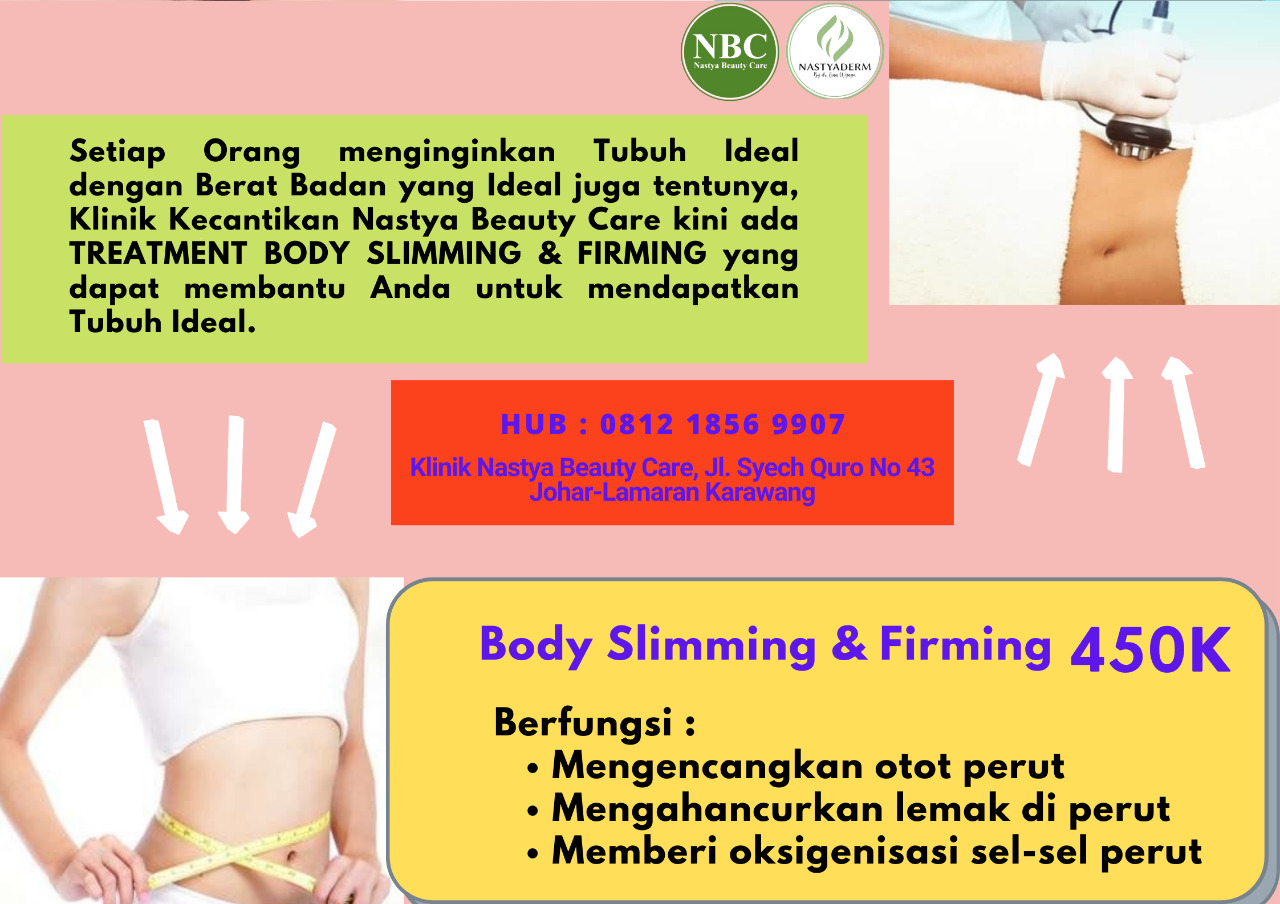 NBC
Nastya Beauty Care
NASTYADERM
Setiap Orang menginginkan Tubuh Ideal
dengan Berat Badan yang Ideal juga tentunya,
Klinik Kecantikan Nastya Beauty Care kini ada
TREATMENT BODY SLIMMING & FIRMING yang
dapat membantu Anda untuk mendapatkan
Tubuh Ideal.
HUB : 0812 1856 9907
Klinik Nastya Beauty Care, Jl. Syech Quro No 43
Johar-Lamaran Karawang
Body Slimming & Firming 450K
Berfungsi :
• Mengencangkan otot perut
• Mengahancurkan lemak di perut
• Memberi oksigenisasi sel-sel perut